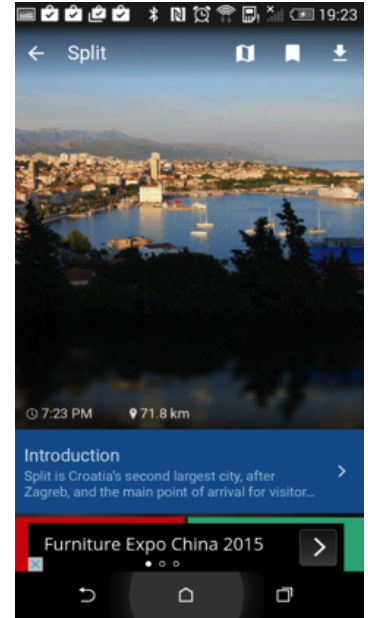 19:23
Split
7:23 PM
71.8 km
Introduction
Split is Croatia's second largest city, after
Zagreb, and the main point of arrival for visitor...
Furniture Expo China 2015